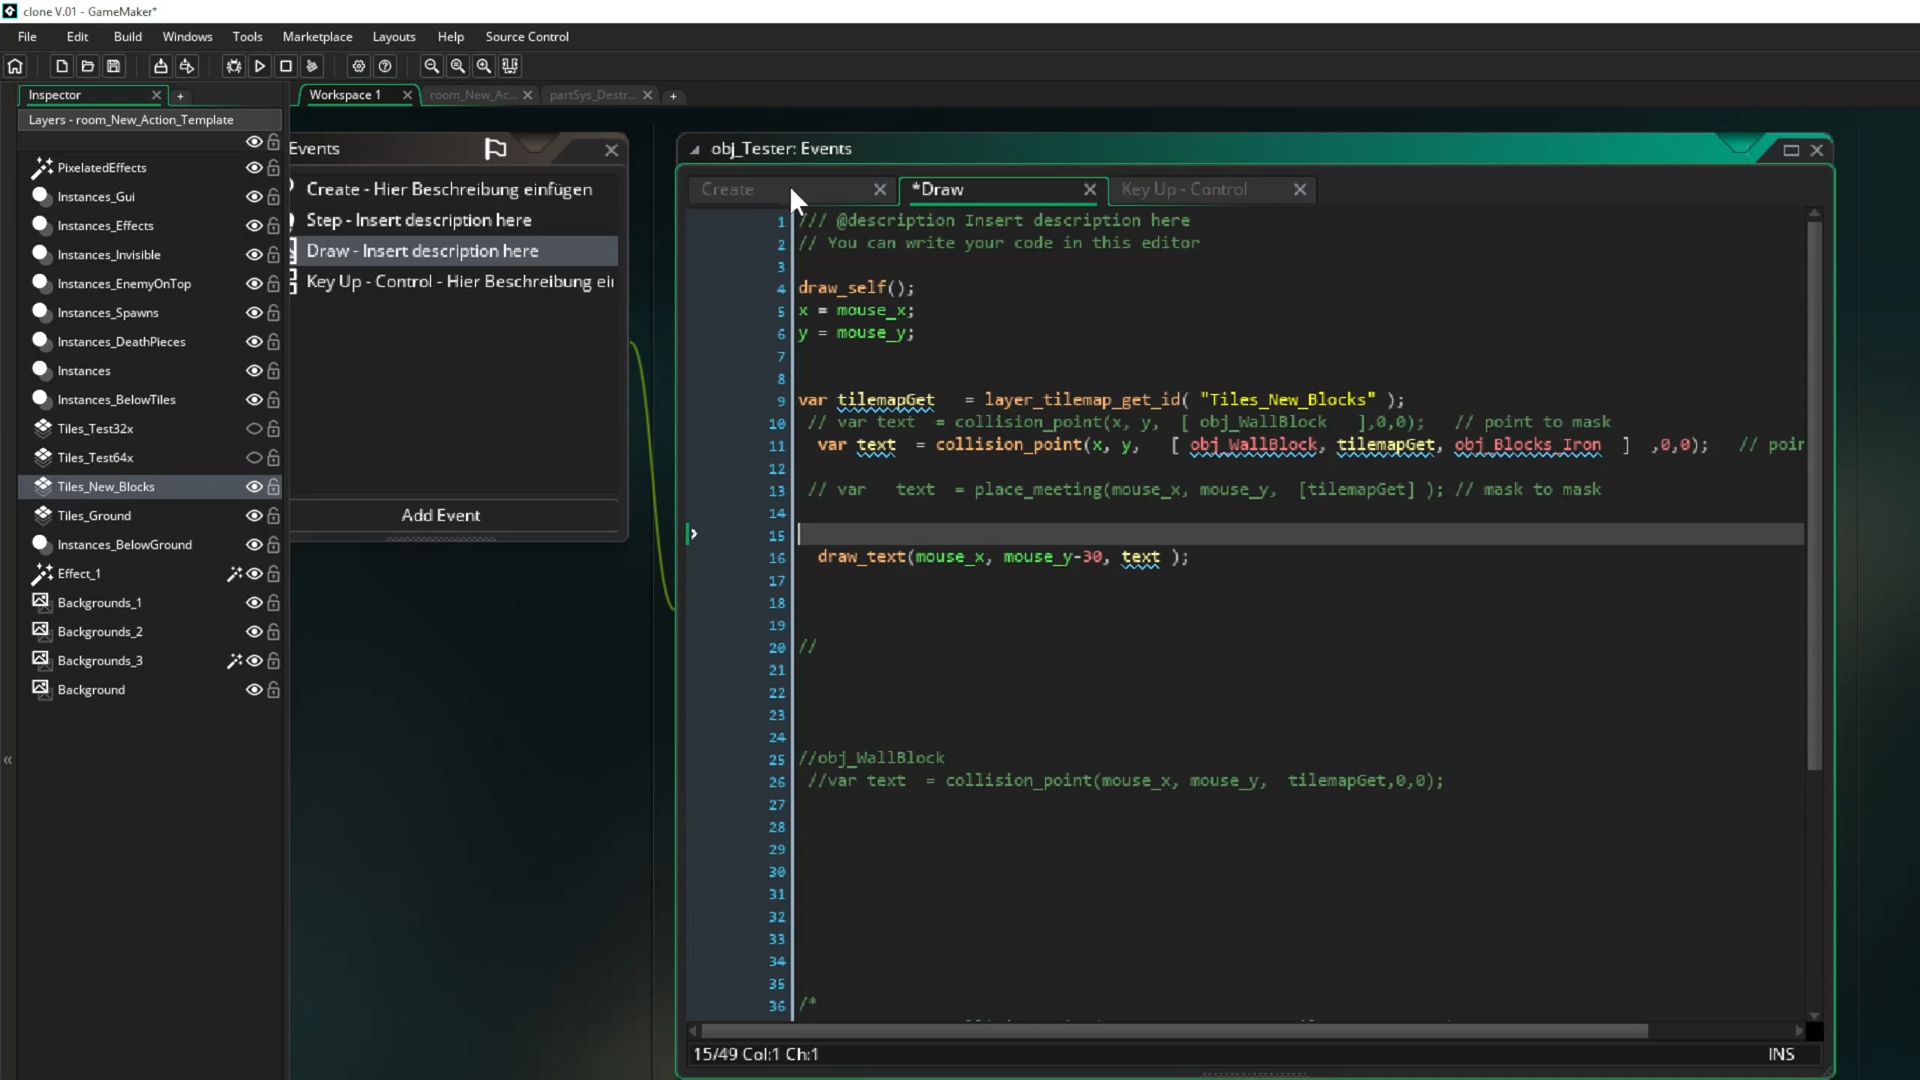 clone V.01 - GameMaker*
File Edit Build Windows Tools Marketplace Layouts Help Source Control
Inspector
Workspace 1
room_New_Ac...
partSys_Destr...
Layers - room_New_Action_Template
PixelatedEffects
Instances_Gui
Instances_Effects
Instances_Invisible
Instances_EnemyOnTop
Instances_Spawns
Instances_DeathPieces
Instances
Instances_BelowTiles
Tiles_Test32x
Tiles_Test64x
Tiles_New_Blocks
Tiles_Ground
Instances_BelowGround
Effect_1
Backgrounds_1
Backgrounds_2
Backgrounds_3
Background
Events
Create - Hier Beschreibung einfügen
Step - Insert description here
Draw - Insert description here
Key Up - Control - Hier Beschreibung ei
Add Event
obj_Tester: Events
Create
*Draw
Key Up - Control
1 /// @description Insert description here
2 // You can write your code in this editor
3
4 draw_self();
5 x = mouse_x;
6 y = mouse_y;
7
8
9 var tilemapGet = layer_tilemap_get_id( "Tiles_New_Blocks" );
10 // var text = collision_point(x, y, [ obj_WallBlock ],0,0); // point to mask
11 var text = collision_point(x, y, [ obj_WallBlock, tilemapGet, obj_Blocks_Iron ] ,0,0); // poin
12
13 // var text = place_meeting(mouse_x, mouse_y, [tilemapGet] ); // mask to mask
14
15
16 draw_text(mouse_x, mouse_y-30, text );
17
18
19
20 //
21
22
23
24
25 //obj_WallBlock
26 //var text = collision_point(mouse_x, mouse_y, tilemapGet,0,0);
27
28
29
30
31
32
33
34
35
36 /*
15/49 Col:1 Ch:1
INS